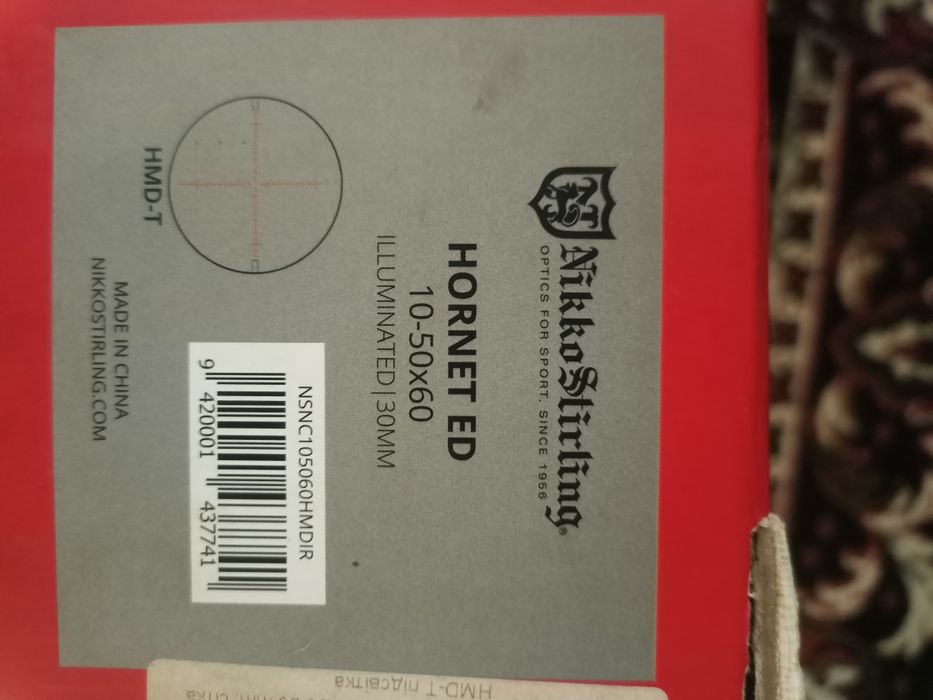 NikkoStirling®
OPTICS FOR SPORT, SINCE 1956
HORNET ED
10-50x60
ILLUMINATED | 30MM
HMD-T
NSNC105060HMDIR
9 420001 437741
MADE IN CHINA
NIKKOSTIRLING.COM
HMD-T підсвітка
сітка